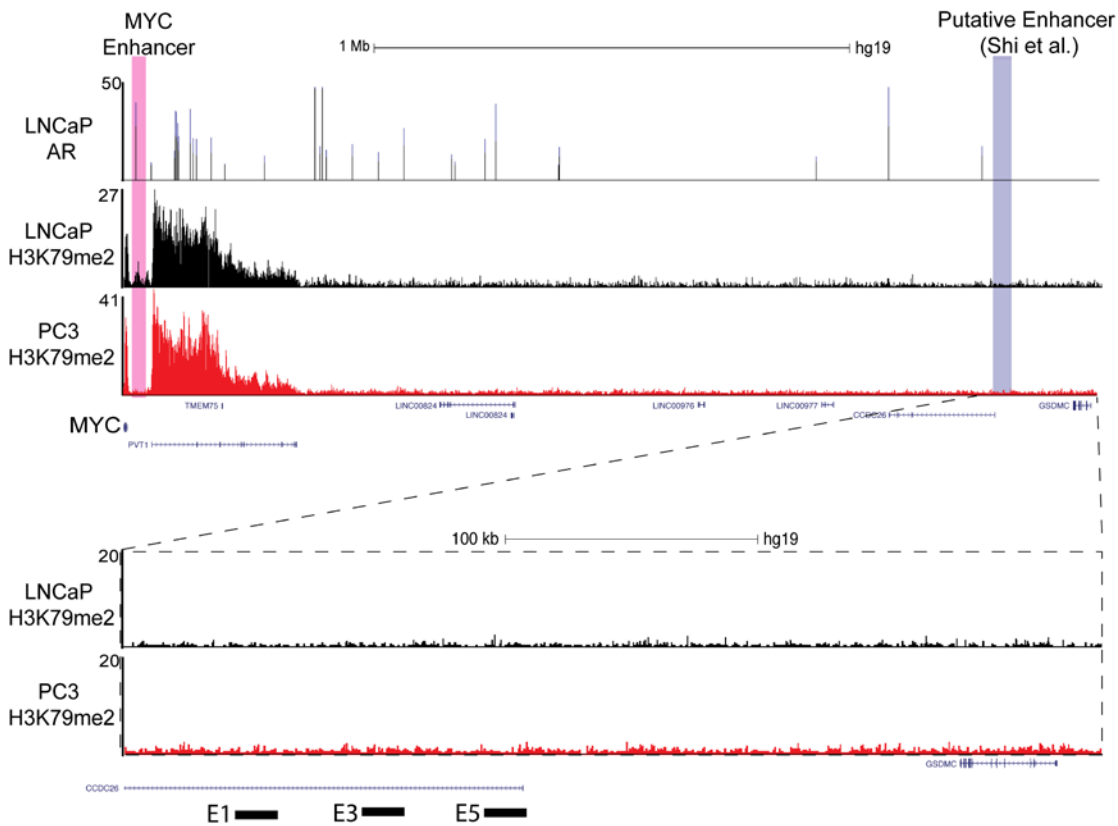 MYC
Enhancer
Putative Enhancer
(Shi et al.)
1 Mb
hg19
50
LNCaP
AR
27
LNCaP
H3K79me2
41
PC3
H3K79me2
TMEM75
LINC00824
LINC00824
LINC00976
LINC00977
CCDC26
GSDMC
MYC
PVT1
100 kb
hg19
20
LNCaP
H3K79me2
20
PC3
H3K79me2
GSDMC
CCDC26
E1
E3
E5